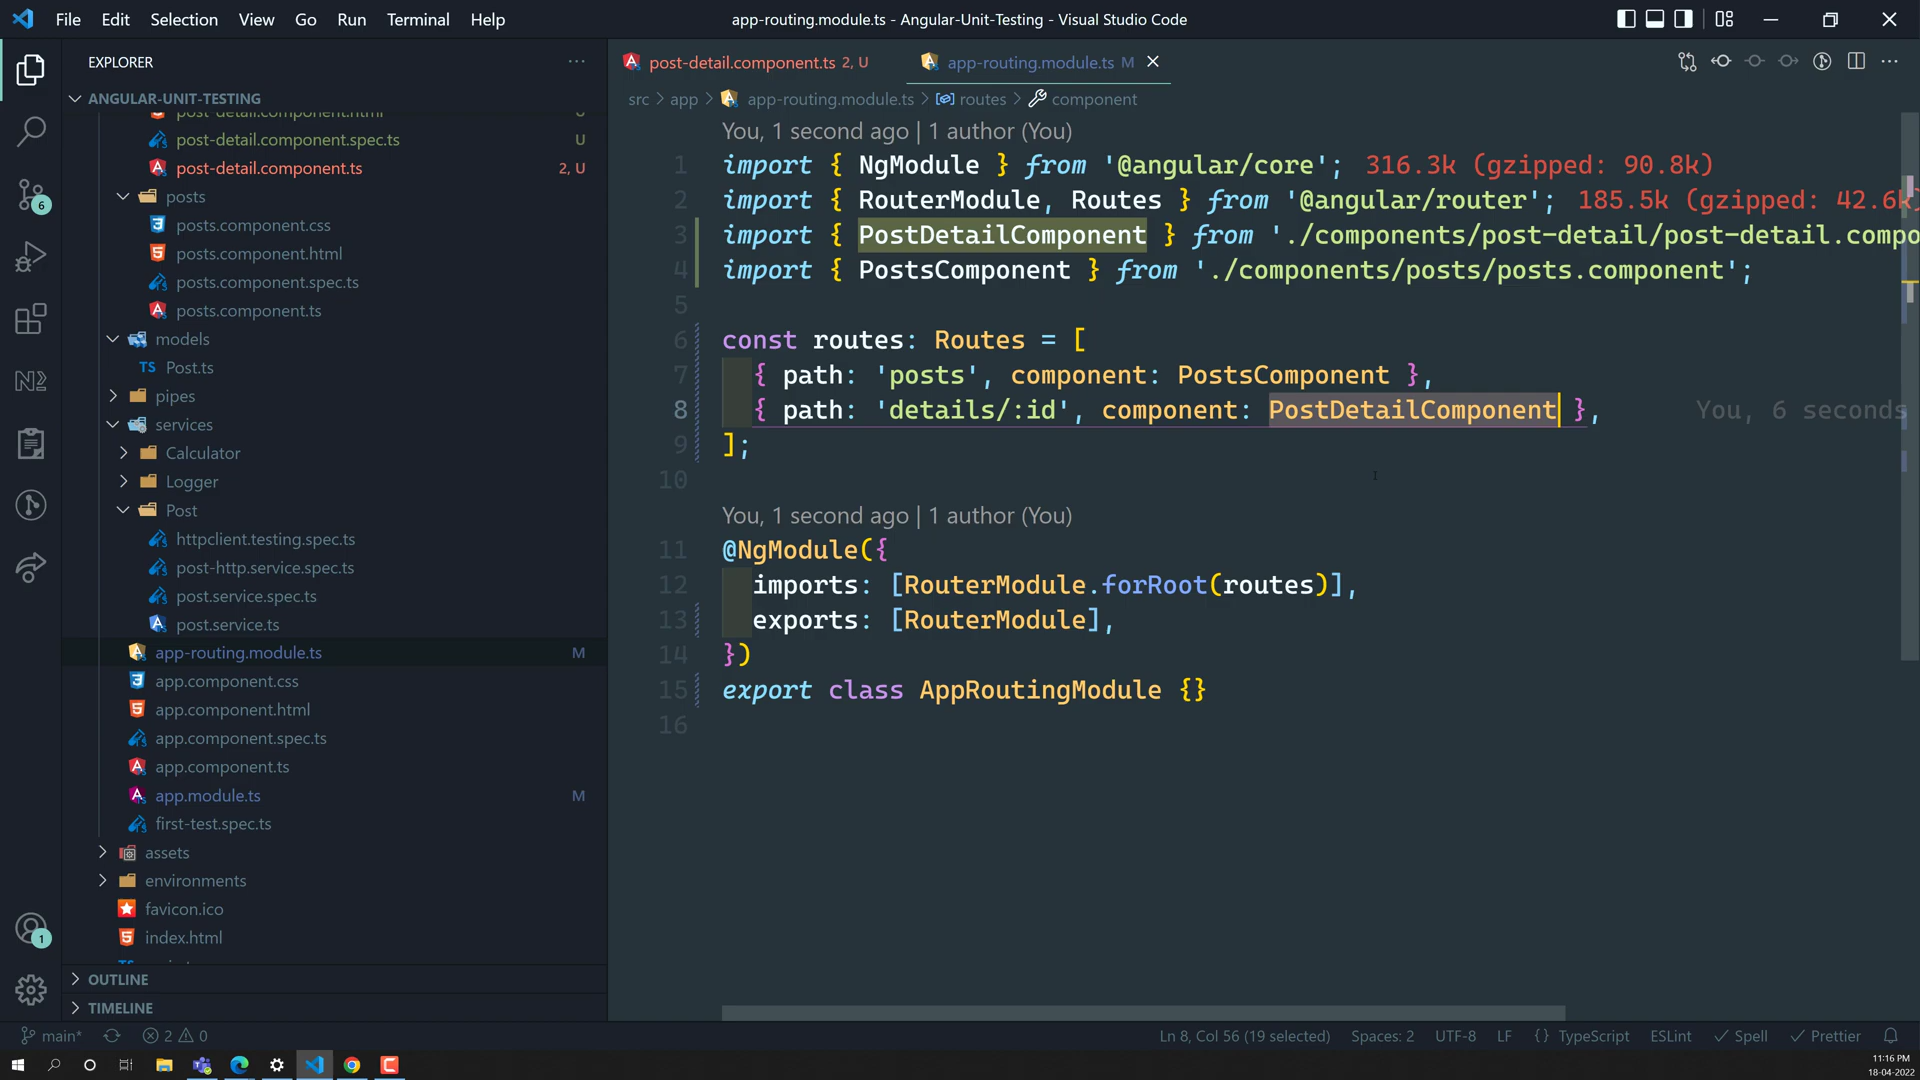 File Edit Selection View Go Run Terminal Help
app-routing.module.ts - Angular-Unit-Testing - Visual Studio Code
EXPLORER
ANGULAR-UNIT-TESTING
post-detail.component.html U
post-detail.component.spec.ts U
post-detail.component.ts 2, U
posts
posts.component.css
posts.component.html
posts.component.spec.ts
posts.component.ts
models
TS Post.ts
pipes
services
Calculator
Logger
Post
httpclient.testing.spec.ts
post-http.service.spec.ts
post.service.spec.ts
post.service.ts
app-routing.module.ts M
app.component.css
app.component.html
app.component.spec.ts
app.component.ts
app.module.ts M
first-test.spec.ts
assets
environments
favicon.ico
index.html
OUTLINE
TIMELINE
6
1
post-detail.component.ts 2, U
app-routing.module.ts M
src > app > app-routing.module.ts > routes > component
You, 1 second ago | 1 author (You)
1 import { NgModule } from '@angular/core'; 316.3k (gzipped: 90.8k)
2 import { RouterModule, Routes } from '@angular/router'; 185.5k (gzipped: 42.6k)
3 import { PostDetailComponent } from './components/post-detail/post-detail.compo
4 import { PostsComponent } from './components/posts/posts.component';
5
6 const routes: Routes = [
7 { path: 'posts', component: PostsComponent },
8 { path: 'details/:id', component: PostDetailComponent }, You, 6 seconds
9 ];
10
You, 1 second ago | 1 author (You)
11 @NgModule({
12 imports: [RouterModule.forRoot(routes)],
13 exports: [RouterModule],
14 })
15 export class AppRoutingModule {}
16
main* 2 0
Ln 8, Col 56 (19 selected) Spaces: 2 UTF-8 LF {} TypeScript ESLint Spell Prettier
11:16 PM
18-04-2022